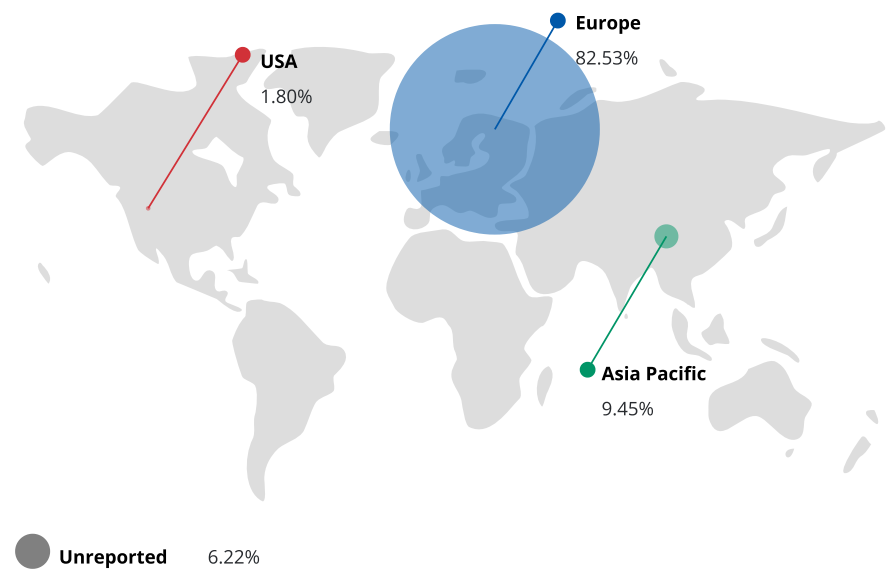 Europe
82.53%
USA
1.80%
Asia Pacific
9.45%
Unreported 6.22%